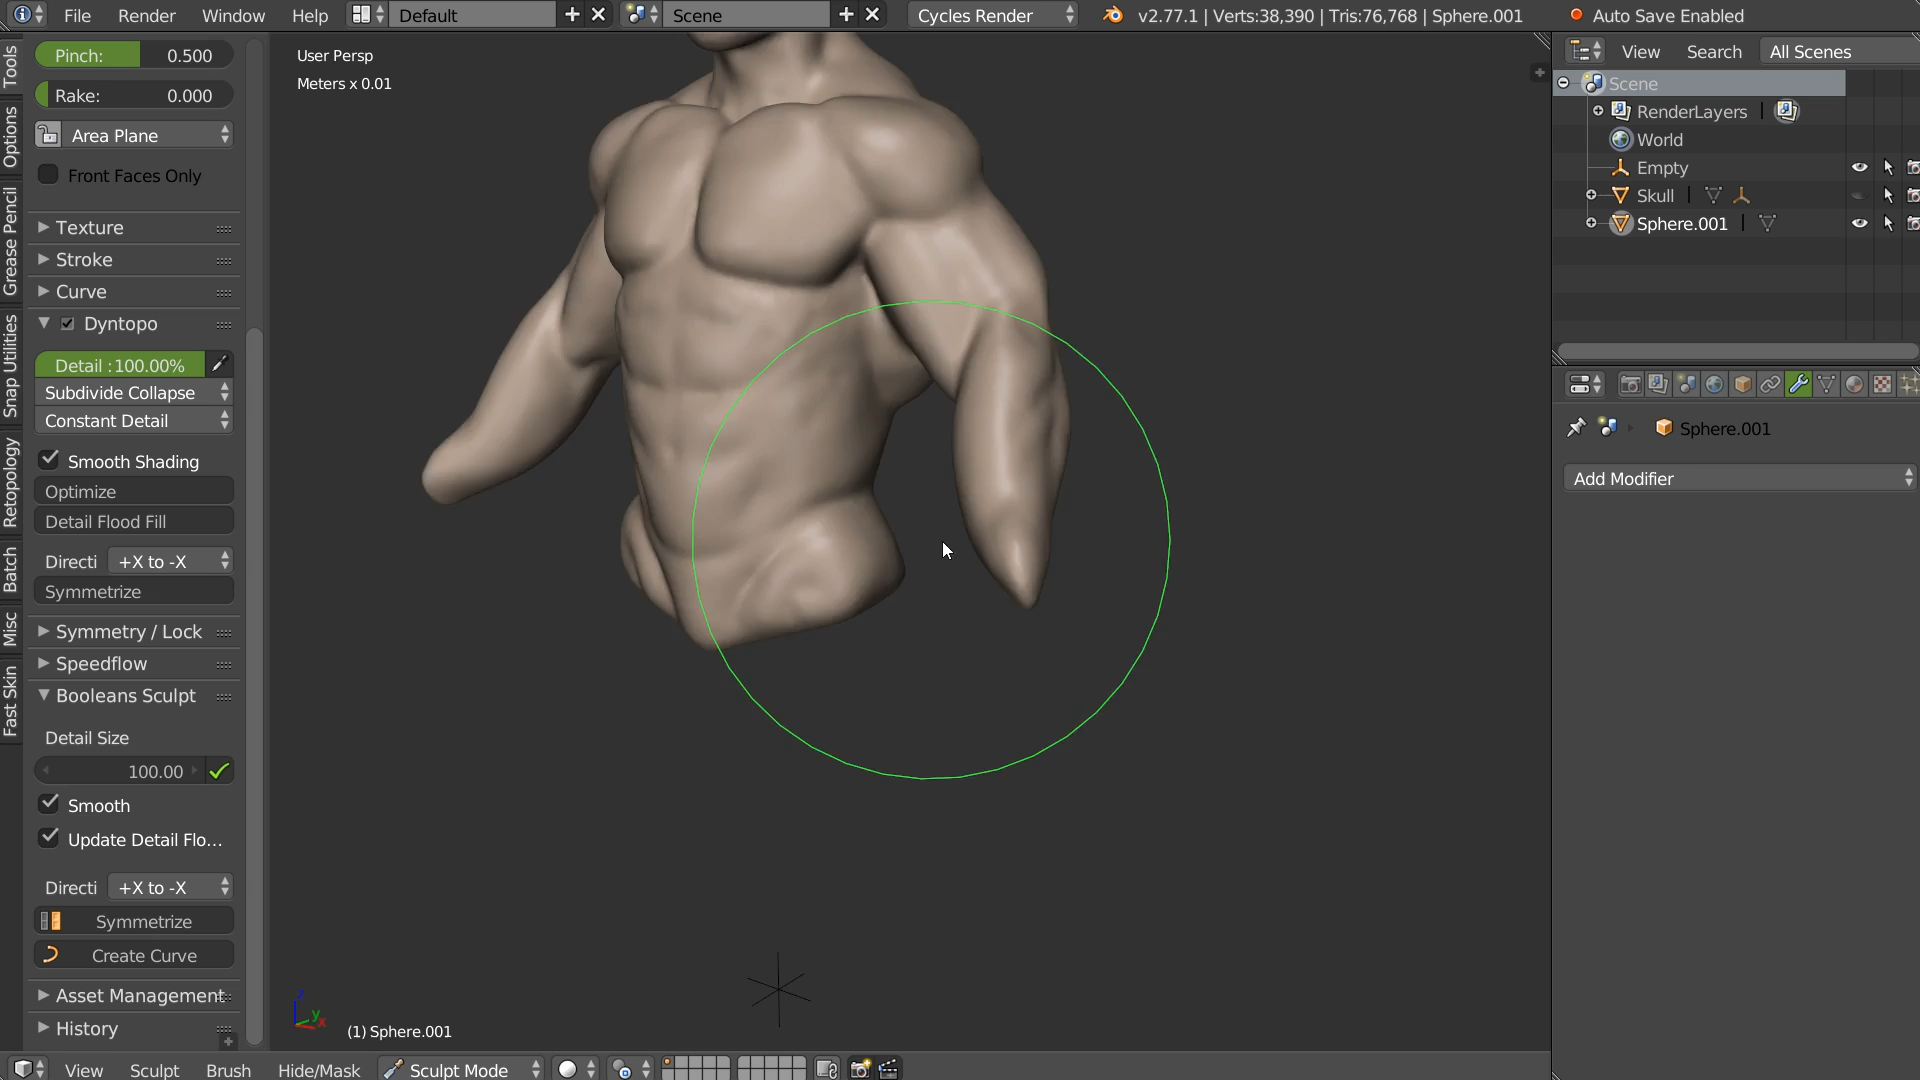 File Render Window Help Default Scene Cycles Render v2.77.1 | Verts:38,390 | Tris:76,768 | Sphere.001 Auto Save Enabled
Tools
Options
Grease Pencil
Snap Utilities
Retopology
Batch
Misc
Fast Skin
Pinch: 0.500
Rake: 0.000
Area Plane
Front Faces Only
Texture
Stroke
Curve
Dyntopo
Detail :100.00%
Subdivide Collapse
Constant Detail
Smooth Shading
Optimize
Detail Flood Fill
Directi +X to -X
Symmetrize
Symmetry / Lock
Speedflow
Booleans Sculpt
Detail Size
100.00
Smooth
Update Detail Flo...
Directi +X to -X
Symmetrize
Create Curve
Asset Management
History
User Persp
Meters x 0.01
z
y
x
(1) Sphere.001
View Sculpt Brush Hide/Mask Sculpt Mode
View Search All Scenes
Scene
RenderLayers
World
Empty
Skull
Sphere.001
Sphere.001
Add Modifier